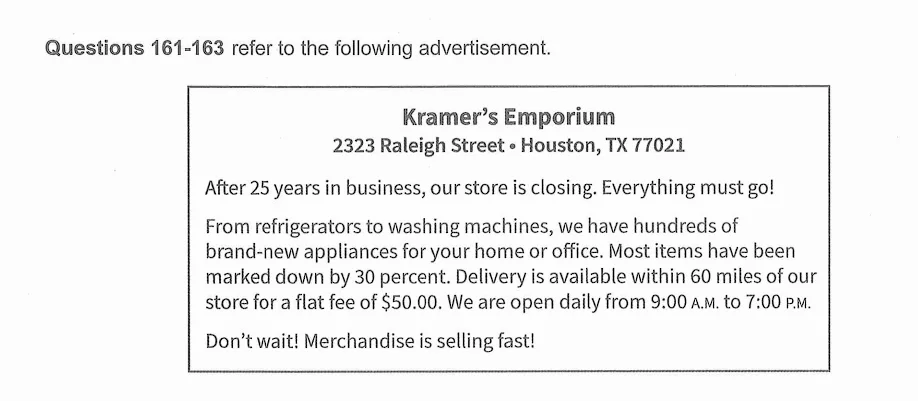 Questions 161-163 refer to the following advertisement.
Kramer's Emporium
2323 Raleigh Street • Houston, TX 77021
After 25 years in business, our store is closing. Everything must go!
From refrigerators to washing machines, we have hundreds of
brand-new appliances for your home or office. Most items have been
marked down by 30 percent. Delivery is available within 60 miles of our
store for a flat fee of $50.00. We are open daily from 9:00 A.M. to 7:00 P.M.
Don't wait! Merchandise is selling fast!